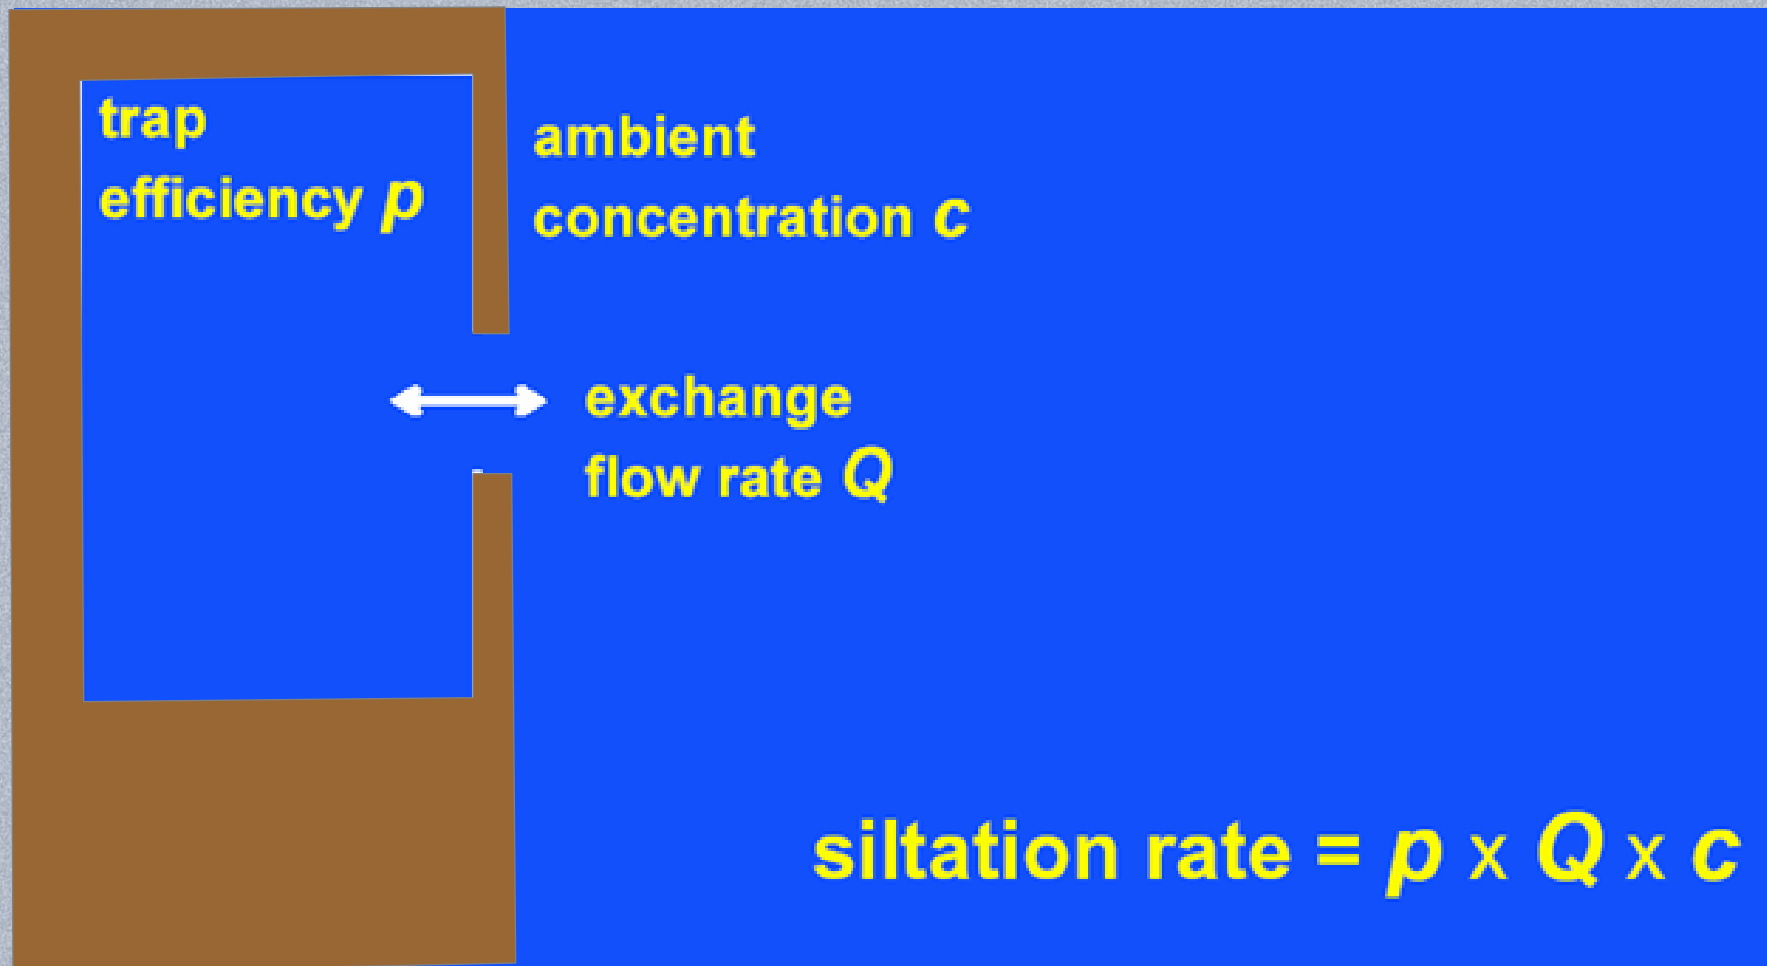 trap
efficiency p
ambient
concentration c
exchange
flow rate Q
siltation rate = p x Q x c